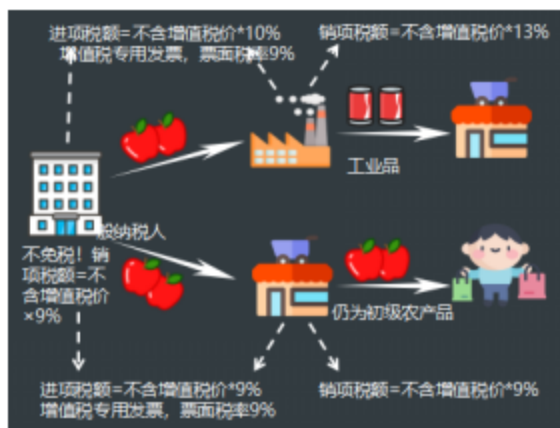 进项税额=不含增值税价*10%
增值税专用发票，票面税率9%
销项税额=不含增值税价*13%
工业品
般纳税人
不免税！销
项税额=不
含增值税价
×9%
仍为初级农产品
进项税额=不含增值税价*9%
增值税专用发票，票面税率9%
销项税额=不含增值税价*9%